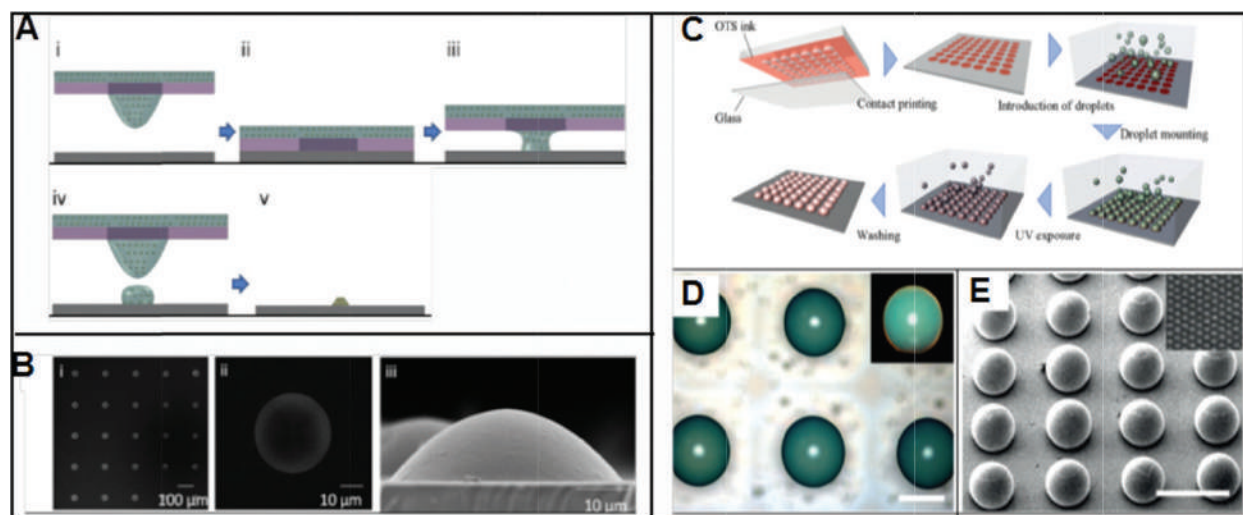 A
i
ii
iii
iv
v
B
i
ii
iii
100 µm
10 µm
10 µm
C
OTS ink
Glass
Contact printing
Introduction of droplets
Droplet mounting
UV exposure
Washing
D
E